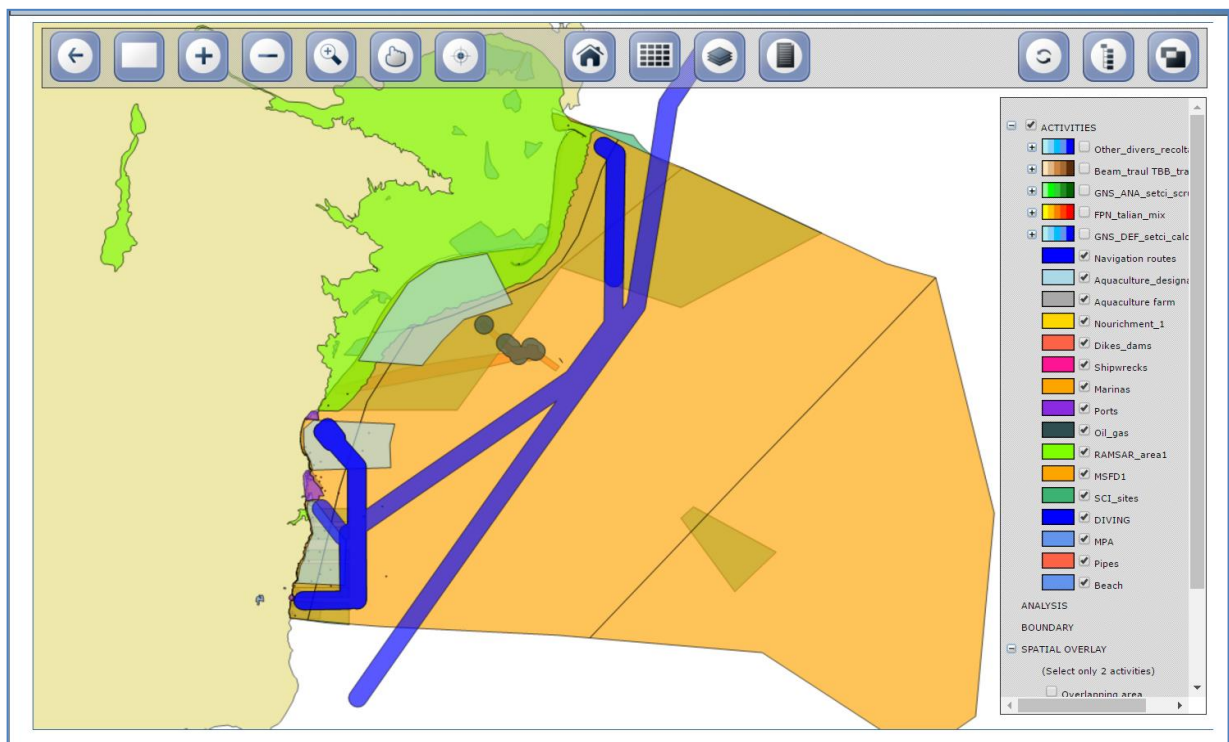 ACTIVITIES
Other_divers_recolt
Beam_traul TBB_tra
GNS_ANA_setci_scr
FPN_talian_mix
GNS_DEF_setci_calc
Navigation routes
Aquaculture_designa
Aquaculture farm
Nourichment_1
Dikes_dams
Shipwrecks
Marinas
Ports
Oil_gas
RAMSAR_area1
MSFD1
SCI_sites
DIVING
MPA
Pipes
Beach
ANALYSIS
BOUNDARY
SPATIAL OVERLAY
(Select only 2 activities)
Overlapping area